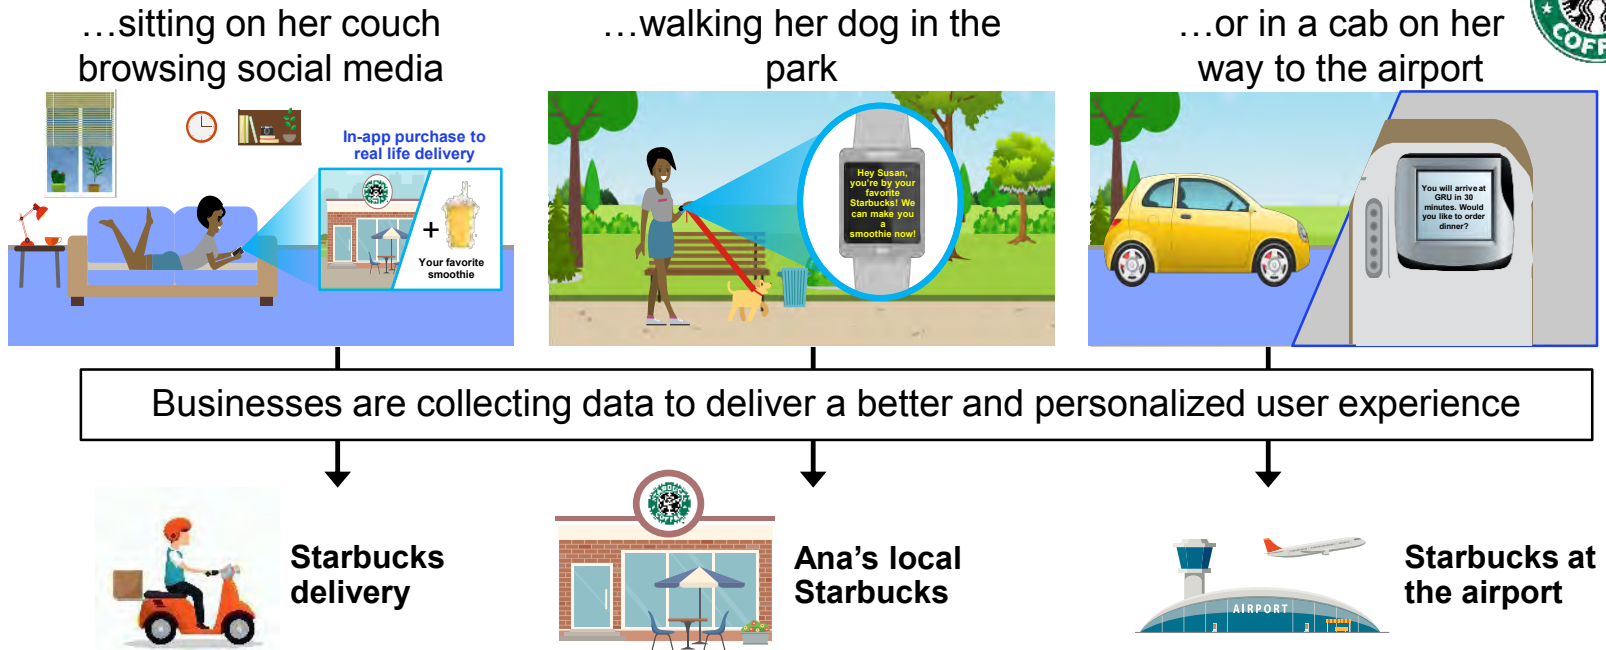 …sitting on her couch
browsing social media
…walking her dog in the
park
…or in a cab on her
way to the airport
COFF
In-app purchase to
real life delivery
+
Your favorite
smoothie
Hey Susan,
you're by your
favorite
Starbucks! We
can make you
a
smoothie now!
You will arrive at
GRU in 30
minutes. Would
you like to order
dinner?
Businesses are collecting data to deliver a better and personalized user experience
Starbucks
delivery
Ana's local
Starbucks
AIRPORT
Starbucks at
the airport